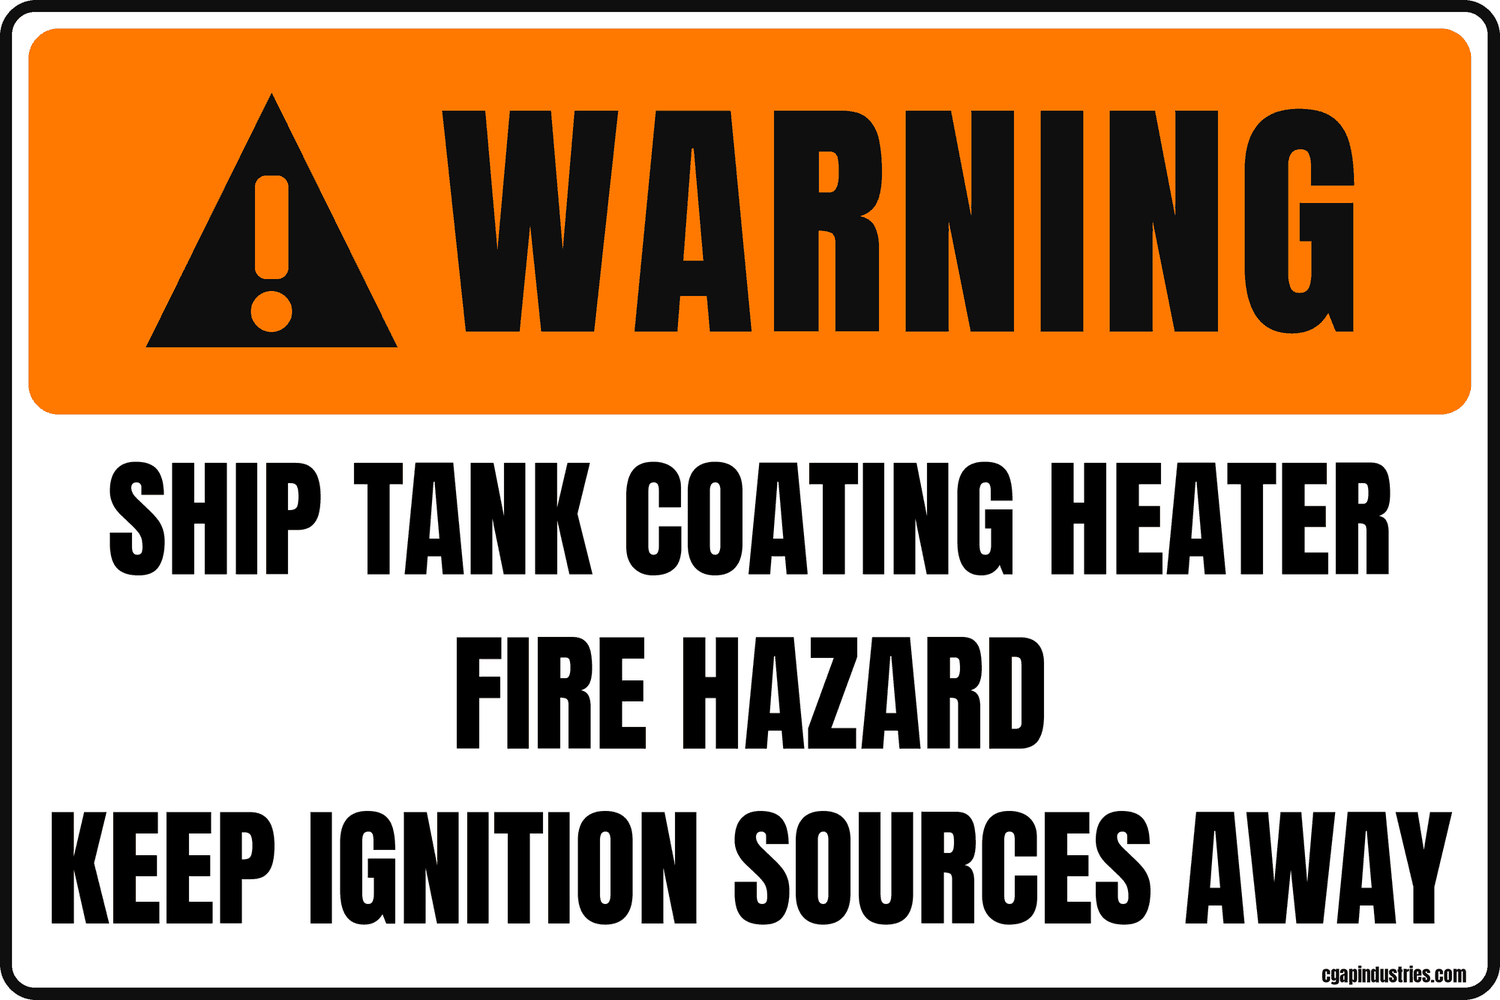 WARNING
SHIP TANK COATING HEATER
FIRE HAZARD
KEEP IGNITION SOURCES AWAY
cgapindustries.com